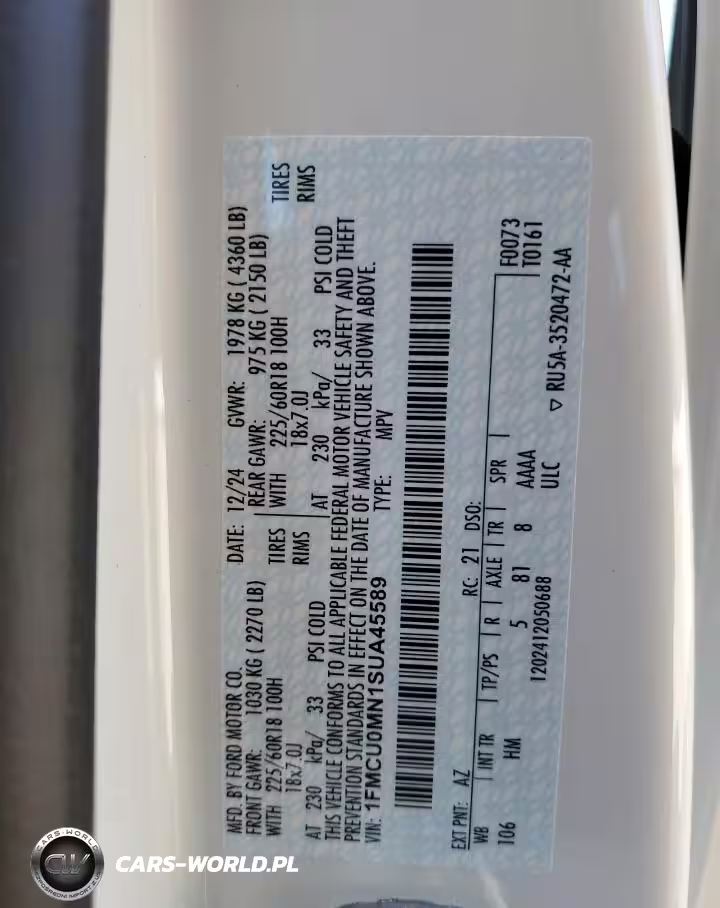 MFD. BY FORD MOTOR CO. DATE: 12/24 GVWR: 1978 KG ( 4360 LB)
FRONT GAWR: 1030 KG ( 2270 LB) REAR GAWR: 975 KG ( 2150 LB)
WITH 225/60R18 100H TIRES WITH 225/60R18 100H TIRES
18x7.0J RIMS 18x7.0J RIMS
AT 230 kPa/ 33 PSI COLD AT 230 kPa/ 33 PSI COLD
THIS VEHICLE CONFORMS TO ALL APPLICABLE FEDERAL MOTOR VEHICLE SAFETY AND THEFT
PREVENTION STANDARDS IN EFFECT ON THE DATE OF MANUFACTURE SHOWN ABOVE.
VIN: 1FMCU0MN1SUA45589 TYPE: MPV
EXT PNT: AZ RC: 21 DSO:
WB INT TR TP/PS R AXLE TR SPR F0073
106 HM 5 81 8 AAAA T0161
1202412050688 ULC
▽ RU5A-3520472-AA
CARS-WORLD
CW
CARS-WORLD.PL